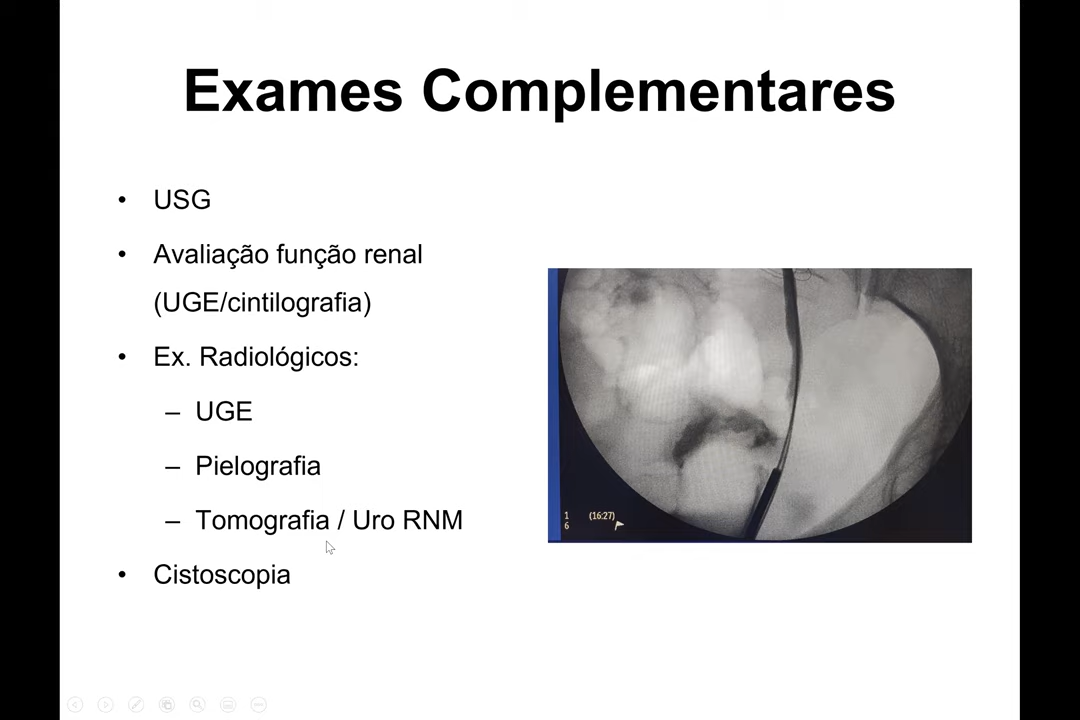 Exames Complementares
• USG
• Avaliação função renal
(UGE/cintilografia)
• Ex. Radiológicos:
– UGE
– Pielografia
– Tomografia / Uro RNM
• Cistoscopia
1 (16:27)
6